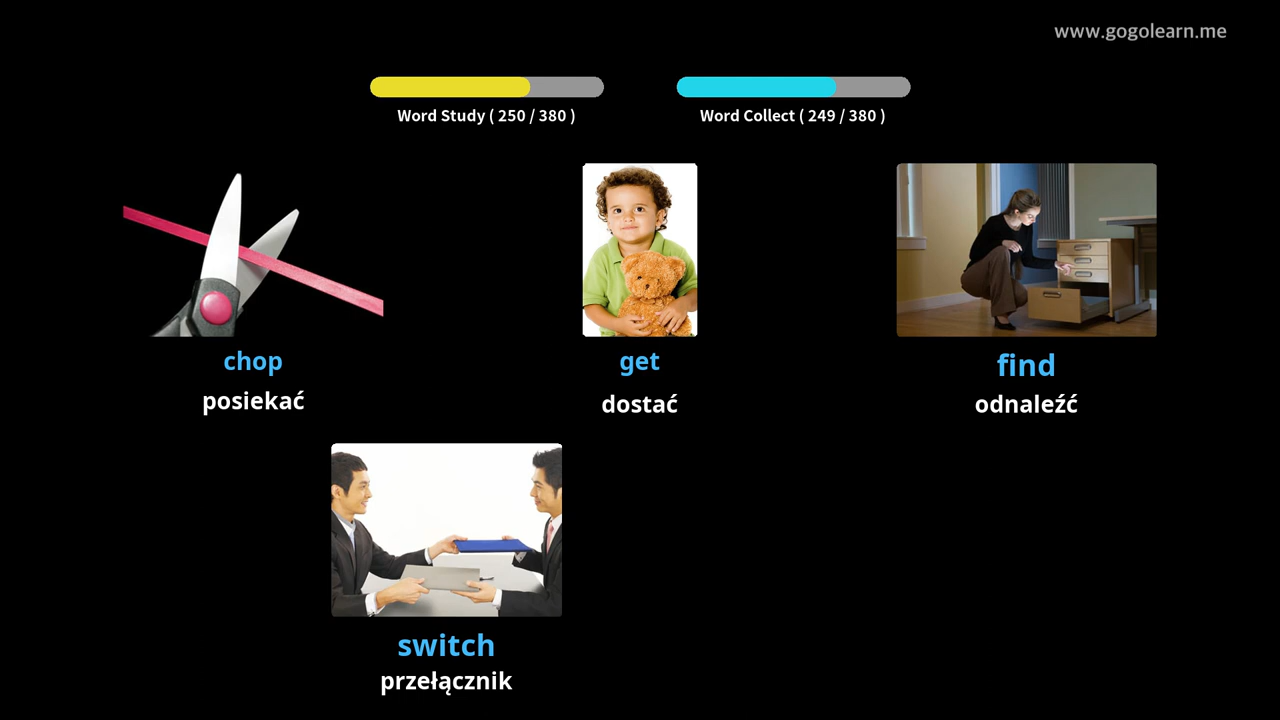 www.gogolearn.me
Word Study ( 250 / 380 )
Word Collect ( 249 / 380 )
chop
get
find
posiekać
dostać
odnaleźć
switch
przełącznik